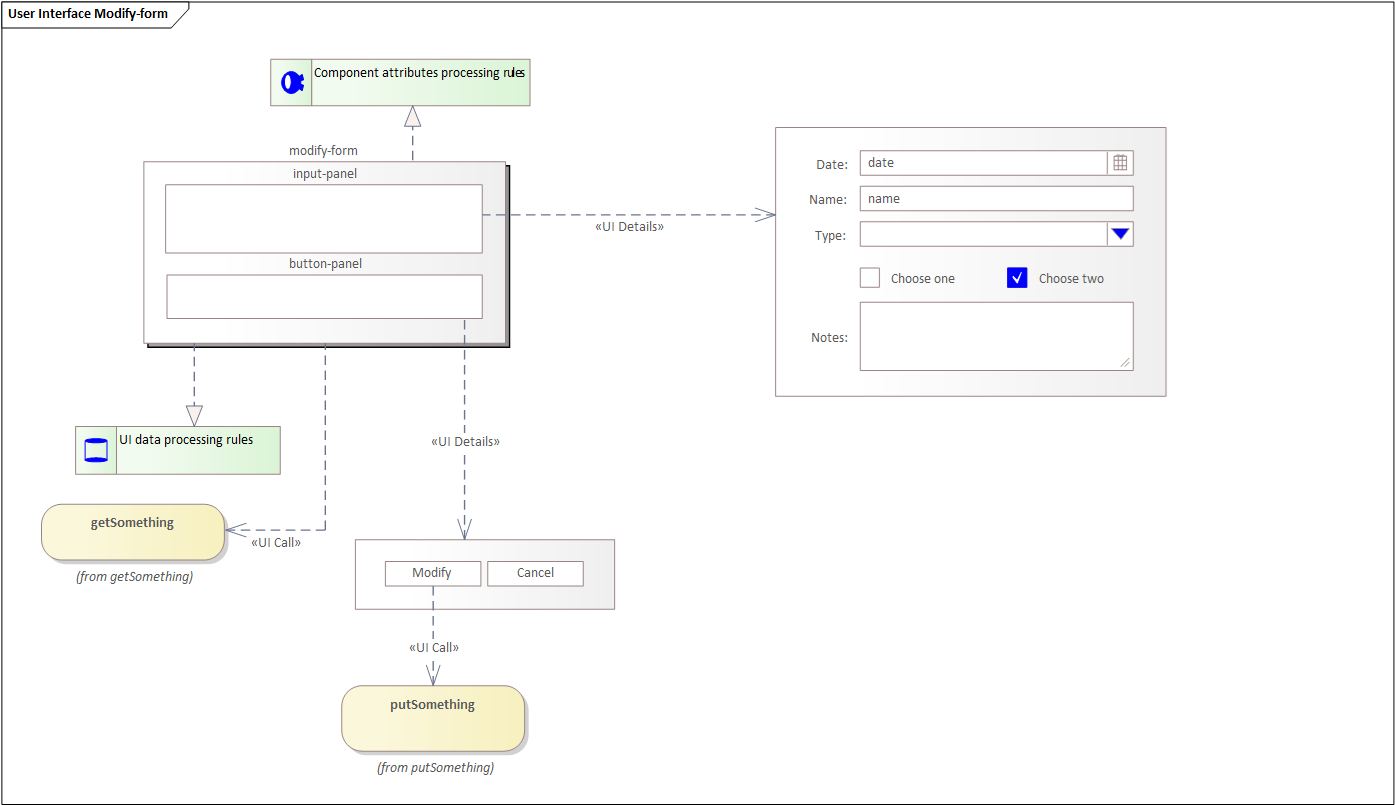 User Interface Modify-form
Component attributes processing rules
modify-form
input-panel
button-panel
«UI Details»
Date:
date
Name:
name
Type:
Choose one
Choose two
Notes:
UI data processing rules
«UI Details»
getSomething
«UI Call»
(from getSomething)
Modify
Cancel
«UI Call»
putSomething
(from putSomething)